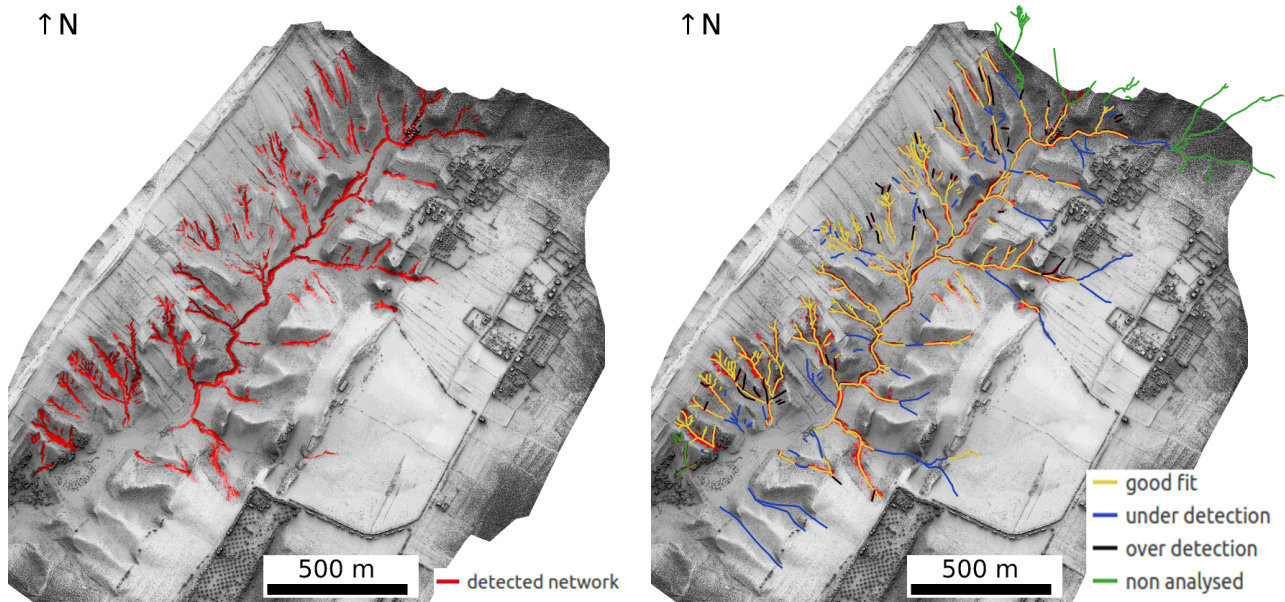 ↑N
500 m
detected network
↑N
500 m
good fit
under detection
over detection
non analysed